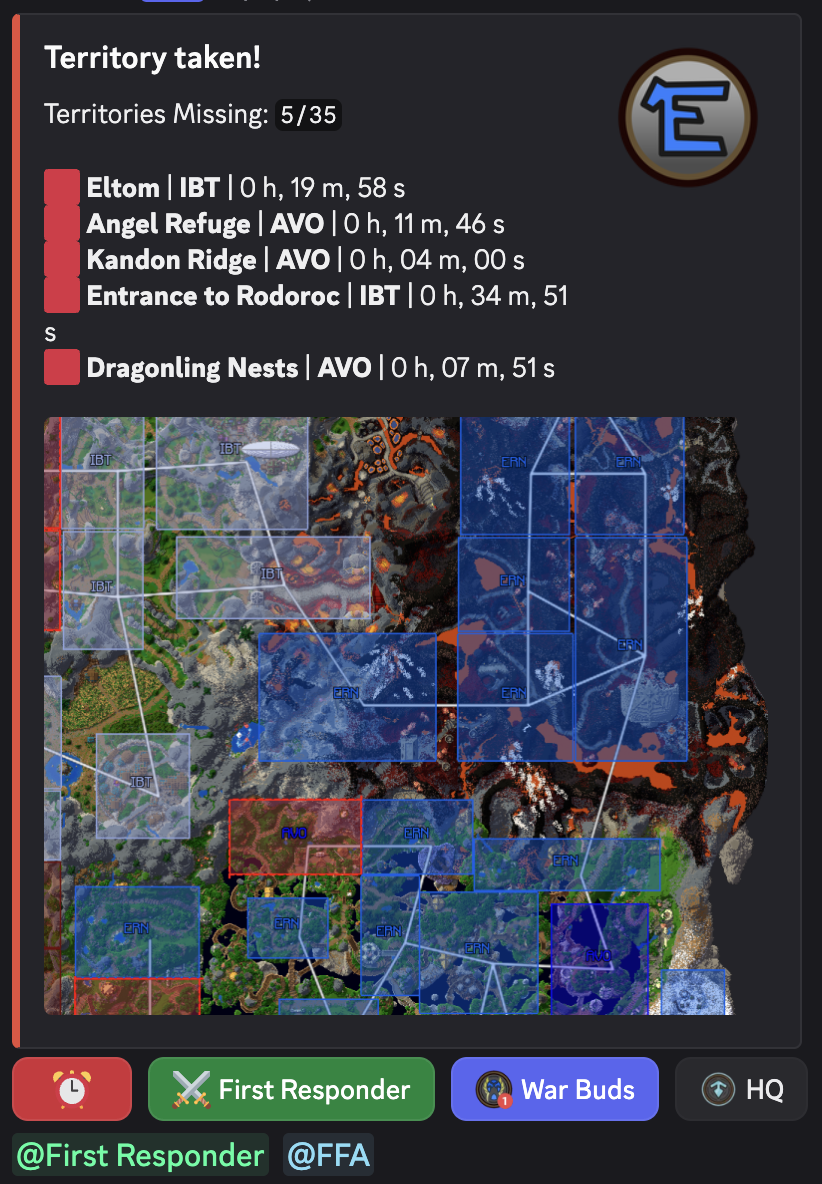 Territory taken!
Territories Missing: 5/35
E
Eltom | IBT | 0 h, 19 m, 58 s
Angel Refuge | AVO | 0 h, 11 m, 46 s
Kandon Ridge | AVO | 0 h, 04 m, 00 s
Entrance to Rodoroc | IBT | 0 h, 34 m, 51
s
Dragonling Nests | AVO | 0 h, 07 m, 51 s
IBT
IBT
ERN
ERN
IBT
IBT
ERN
ERN
ERN
ERN
IBT
AVO
ERN
ERN
ERN
ERN
ERN
ERN
AVO
First Responder
1
War Buds
HQ
@First Responder @FFA